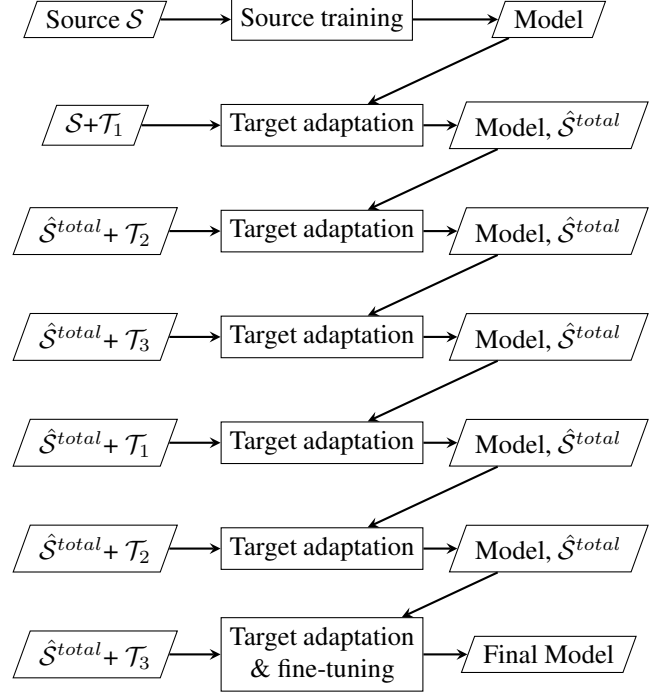 Source 𝒮
Source training
Model
𝒮+𝒯₁
Target adaptation
Model, 𝒮̂ᵗᵒᵗᵃˡ
𝒮̂ᵗᵒᵗᵃˡ+ 𝒯₂
Target adaptation
Model, 𝒮̂ᵗᵒᵗᵃˡ
𝒮̂ᵗᵒᵗᵃˡ+ 𝒯₃
Target adaptation
Model, 𝒮̂ᵗᵒᵗᵃˡ
𝒮̂ᵗᵒᵗᵃˡ+ 𝒯₁
Target adaptation
Model, 𝒮̂ᵗᵒᵗᵃˡ
𝒮̂ᵗᵒᵗᵃˡ+ 𝒯₂
Target adaptation
Model, 𝒮̂ᵗᵒᵗᵃˡ
𝒮̂ᵗᵒᵗᵃˡ+ 𝒯₃
Target adaptation
& fine-tuning
Final Model